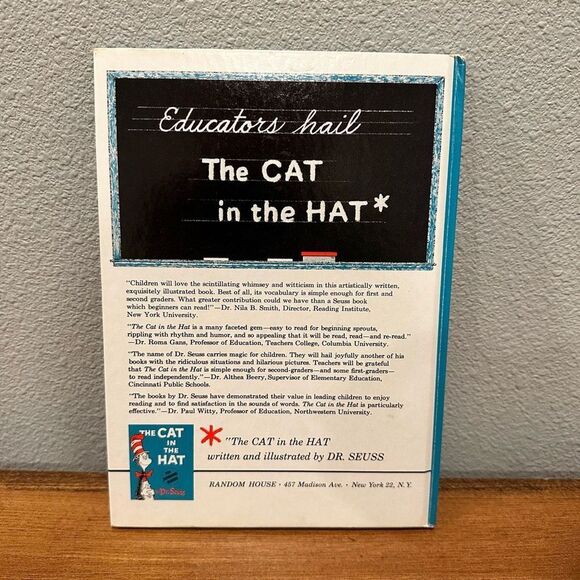 Educators hail
The CAT
in the HAT*
"Children will love the scintillating whimsey and witticism in this artistically written,
exquisitely illustrated book. Best of all, its vocabulary is simple enough for first and
second graders. What greater contribution could we have than a Seuss book
which beginners can read!"—Dr. Nila B. Smith, Director, Reading Institute,
New York University.
"The Cat in the Hat is a many faceted gem—easy to read for beginning sprouts,
rippling with rhythm and humor, and so appealing that it will be read, read—and re-read."
—Dr. Roma Gans, Professor of Education, Teachers College, Columbia University.
"The name of Dr. Seuss carries magic for children. They will hail joyfully another of his
books with the ridiculous situations and hilarious pictures. Teachers will be grateful
that The Cat in the Hat is simple enough for second-graders—and some first-graders—
to read independently."—Dr. Althea Beery, Supervisor of Elementary Education,
Cincinnati Public Schools.
"The books by Dr. Seuss have demonstrated their value in leading children to enjoy
reading and to find satisfaction in the sounds of words. The Cat in the Hat is particularly
effective."—Dr. Paul Witty, Professor of Education, Northwestern University.
THE CAT
IN
THE
HAT
By Dr. Seuss
* "The CAT in the HAT
written and illustrated by DR. SEUSS
RANDOM HOUSE · 457 Madison Ave. · New York 22, N.Y.